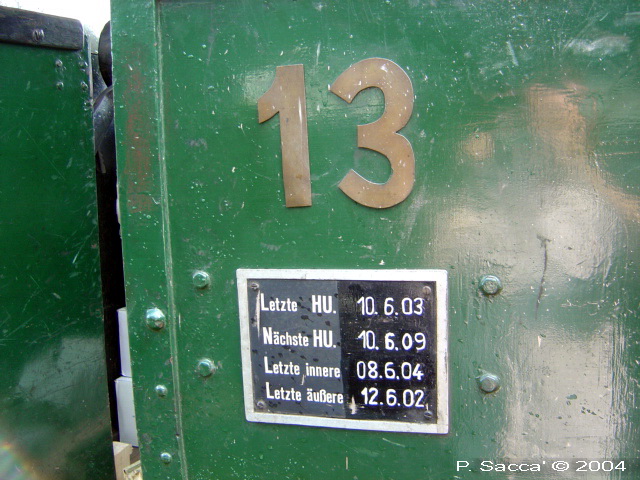 13
Letzte HU. 10.6.03
Nächste HU. 10.6.09
Letzte innere 08.6.04
Letzte äußere 12.6.02
P. Sacca' © 2004